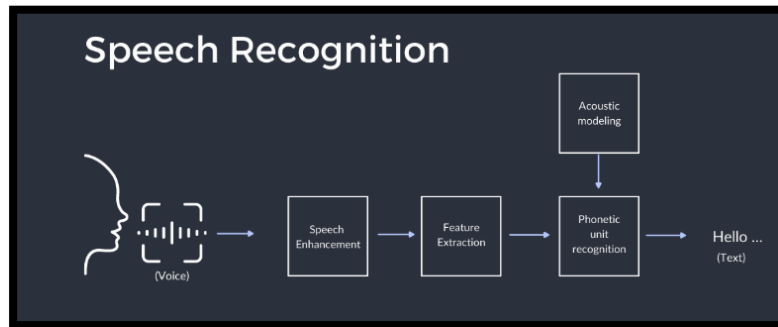 Speech Recognition
Acoustic
modeling
Speech
Enhancement
Feature
Extraction
Phonetic
unit
recognition
Hello ...
(Text)
(Voice)